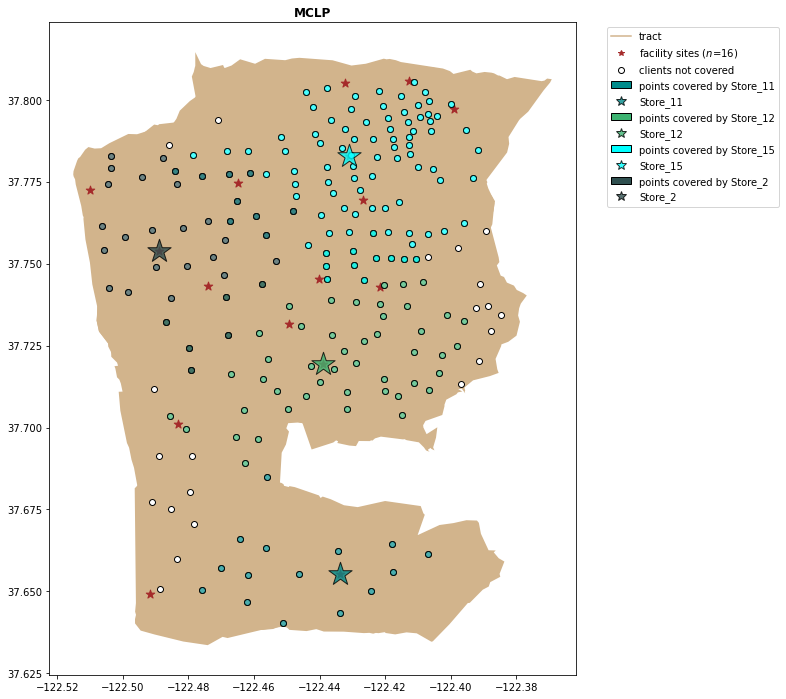 MCLP
tract
facility sites (n=16)
clients not covered
points covered by Store_11
Store_11
points covered by Store_12
Store_12
points covered by Store_15
Store_15
points covered by Store_2
Store_2
37.800
37.775
37.750
37.725
37.700
37.675
37.650
37.625
−122.52 −122.50 −122.48 −122.46 −122.44 −122.42 −122.40 −122.38